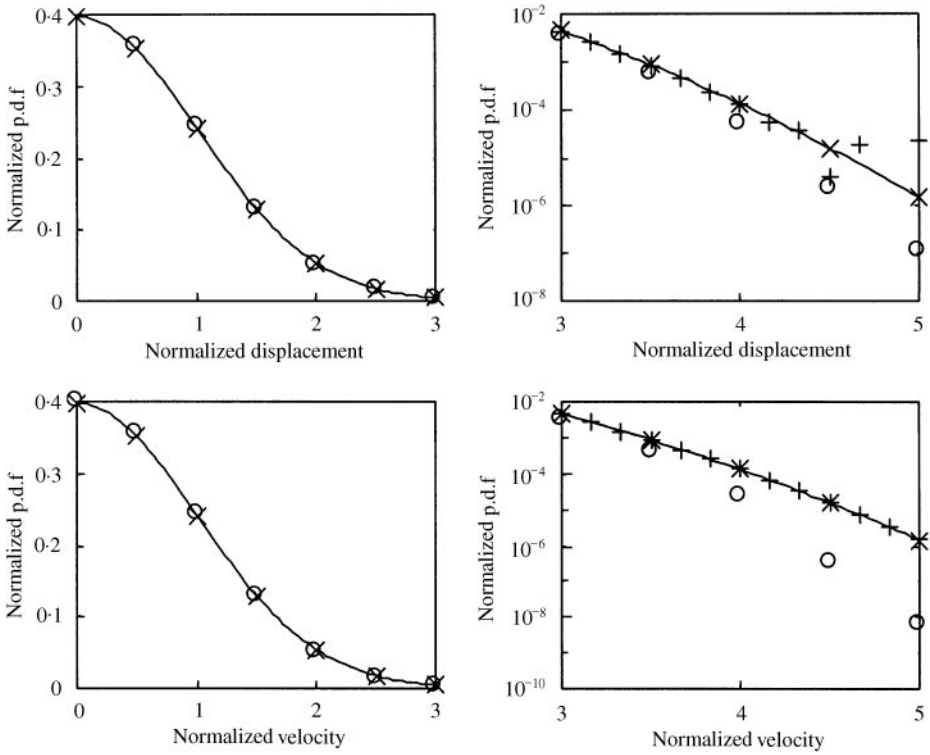 0·4
0·3
0·2
0·1
0
Normalized p.d.f
0 1 2 3
Normalized displacement
10−2
10−4
10−6
10−8
Normalized p.d.f
3 4 5
Normalized displacement
0·4
0·3
0·2
0·1
0
Normalized p.d.f
0 1 2 3
Normalized velocity
10−2
10−4
10−6
10−8
10−10
Normalized p.d.f
3 4 5
Normalized velocity